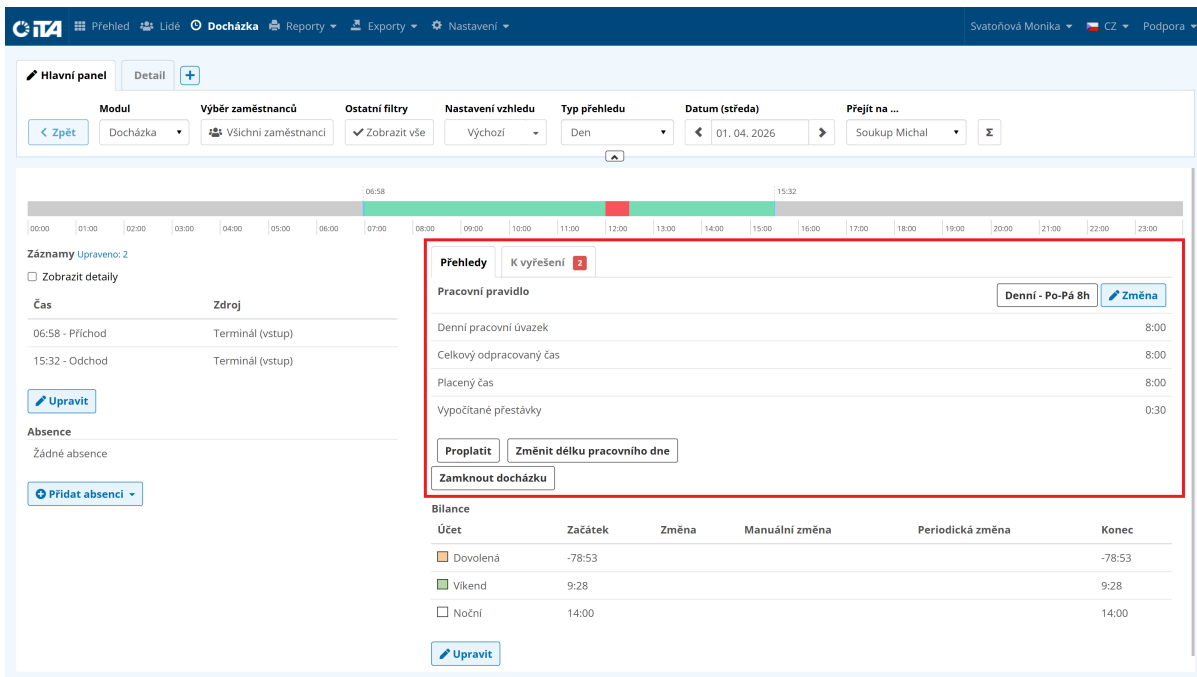 iTA Přehled Lidé Docházka Reporty Exporty Nastavení Svatoňová Monika CZ Podpora
Hlavní panel Detail +
Modul Výběr zaměstnanců Ostatní filtry Nastavení vzhledu Typ přehledu Datum (středa) Přejít na ...
Zpět Docházka Všichni zaměstnanci Zobrazit vše Výchozí Den 01. 04. 2026 Soukup Michal Σ
06:58 15:32
00:00 01:00 02:00 03:00 04:00 05:00 06:00 07:00 08:00 09:00 10:00 11:00 12:00 13:00 14:00 15:00 16:00 17:00 18:00 19:00 20:00 21:00 22:00 23:00
Záznamy Upraveno: 2
Zobrazit detaily
Čas Zdroj
06:58 - Příchod Terminál (vstup)
15:32 - Odchod Terminál (vstup)
Upravit
Absence
Žádné absence
Přidat absenci
Přehledy K vyřešení 2
Pracovní pravidlo Denní - Po-Pá 8h Změna
Denní pracovní úvazek 8:00
Celkový odpracovaný čas 8:00
Placený čas 8:00
Vypočítané přestávky 0:30
Proplatit Změnit délku pracovního dne
Zamknout docházku
Bilance
Účet Začátek Změna Manuální změna Periodická změna Konec
Dovolená -78:53 -78:53
Víkend 9:28 9:28
Noční 14:00 14:00
Upravit